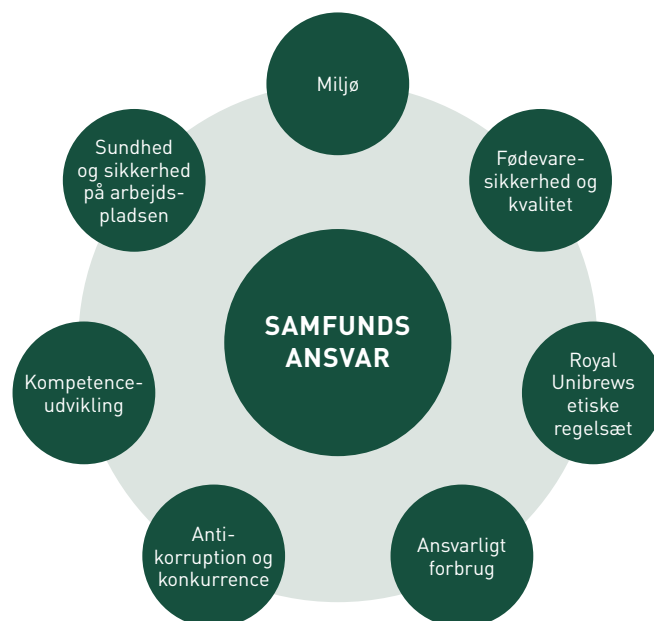 Miljø
Fødevare-
sikkerhed og
kvalitet
Royal
Unibrews
etiske
regelsæt
Ansvarligt
forbrug
Anti-
korruption og
konkurrence
Kompetence-
udvikling
Sundhed
og sikkerhed
på arbejds-
pladsen
SAMFUNDS
ANSVAR